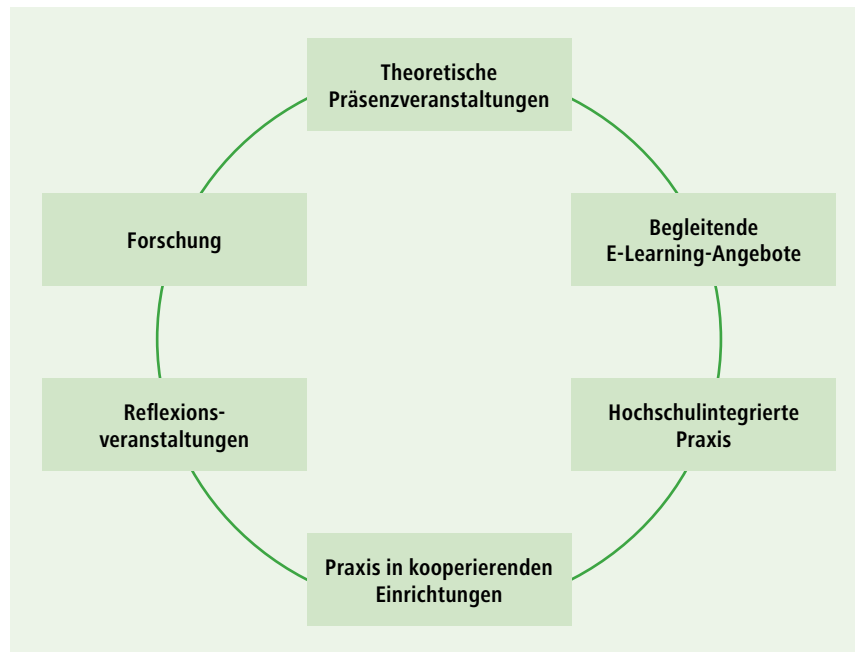 Theoretische
Präsenzveranstaltungen
Begleitende
E-Learning-Angebote
Hochschulintegrierte
Praxis
Praxis in kooperierenden
Einrichtungen
Reflexions-
veranstaltungen
Forschung